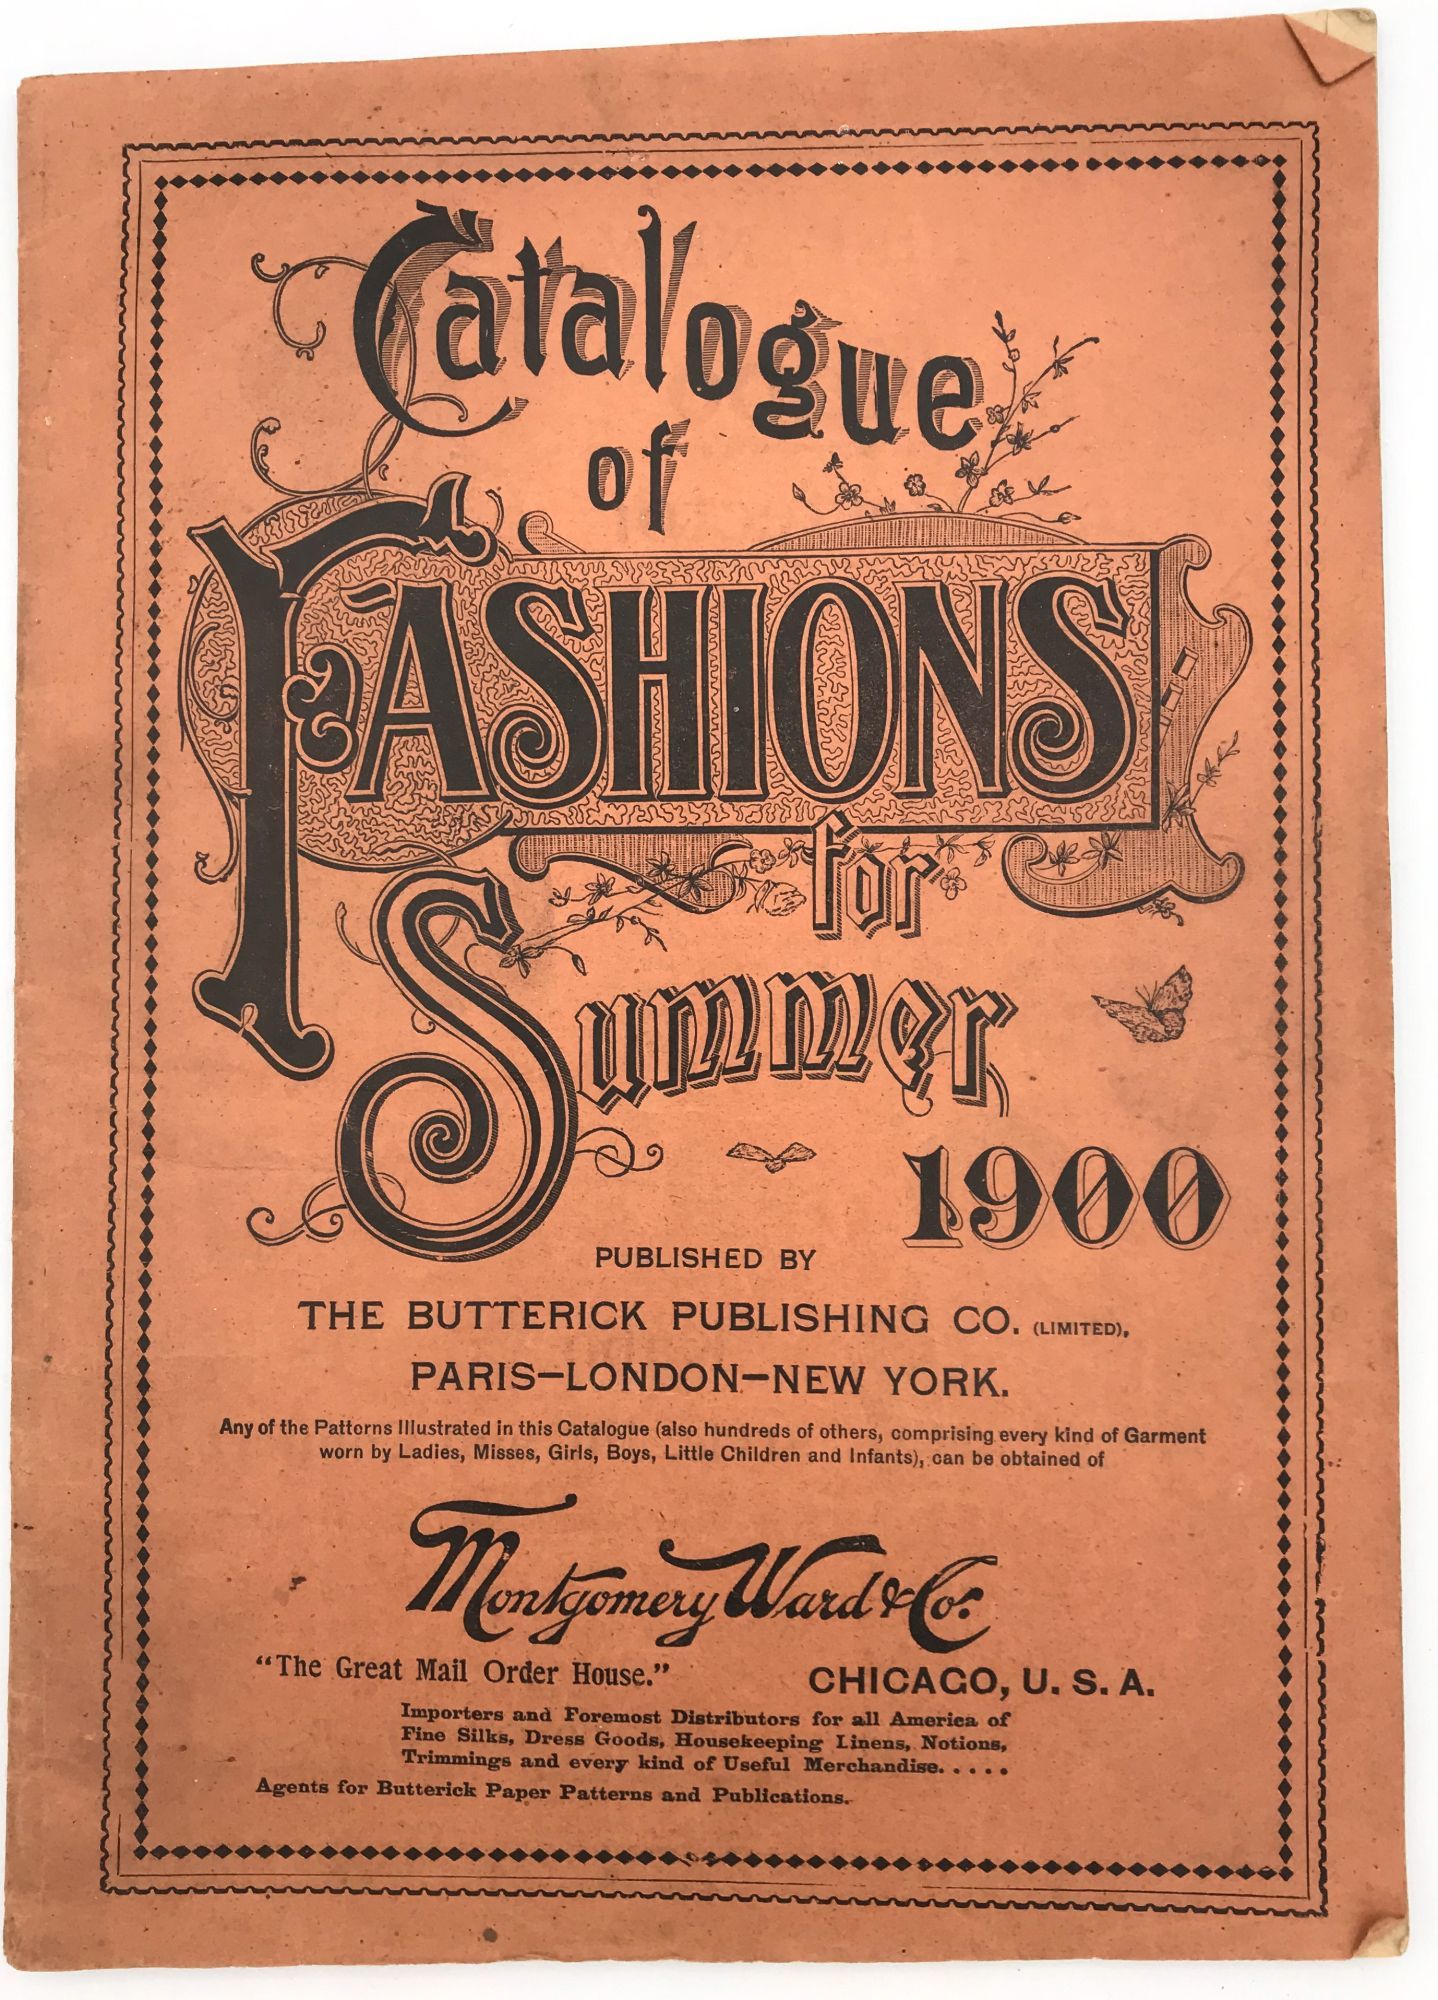 Catalogue
of
FASHIONS
for
Summer
1900
PUBLISHED BY
THE BUTTERICK PUBLISHING CO. (LIMITED),
PARIS—LONDON—NEW YORK.
Any of the Patterns Illustrated in this Catalogue (also hundreds of others, comprising every kind of Garment
worn by Ladies, Misses, Girls, Boys, Little Children and Infants), can be obtained of
Montgomery Ward & Co.
"The Great Mail Order House." CHICAGO, U. S. A.
Importers and Foremost Distributors for all America of
Fine Silks, Dress Goods, Housekeeping Linens, Notions,
Trimmings and every kind of Useful Merchandise. . . . .
Agents for Butterick Paper Patterns and Publications.